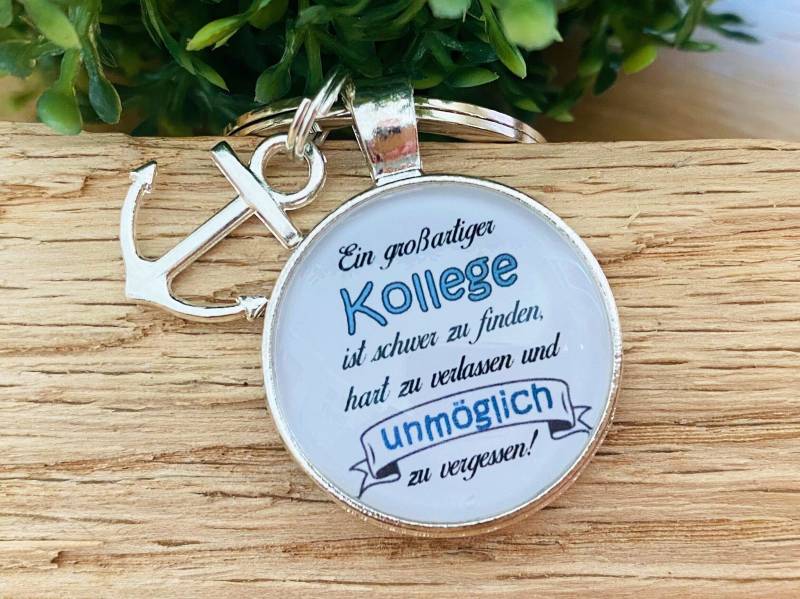 Ein großartiger
Kollege
ist schwer zu finden,
hart zu verlassen und
unmöglich
zu vergessen!